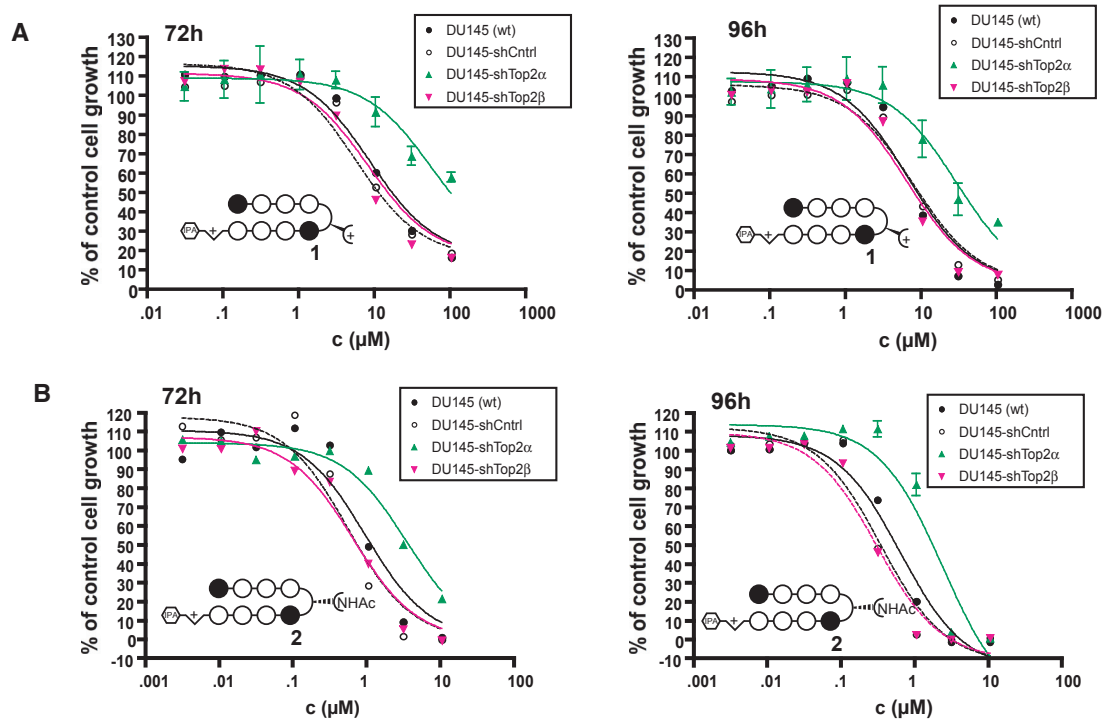 A
72h
DU145 (wt)
DU145-shCntrl
DU145-shTop2α
DU145-shTop2β
% of control cell growth
130
120
110
100
90
80
70
60
50
40
30
20
10
0
IPA + + 1
.01 .1 1 10 100 1000
c (µM)
96h
DU145 (wt)
DU145-shCntrl
DU145-shTop2α
DU145-shTop2β
% of control cell growth
130
120
110
100
90
80
70
60
50
40
30
20
10
0
IPA + + 1
.01 .1 1 10 100 1000
c (µM)
B
72h
DU145 (wt)
DU145-shCntrl
DU145-shTop2α
DU145-shTop2β
% of control cell growth
120
110
100
90
80
70
60
50
40
30
20
10
0
-10
NHAc
IPA +
2
.001 .01 .1 1 10 100
c (µM)
96h
DU145 (wt)
DU145-shCntrl
DU145-shTop2α
DU145-shTop2β
% of control cell growth
120
110
100
90
80
70
60
50
40
30
20
10
0
-10
NHAc
IPA +
2
.001 .01 .1 1 10 100
c (µM)